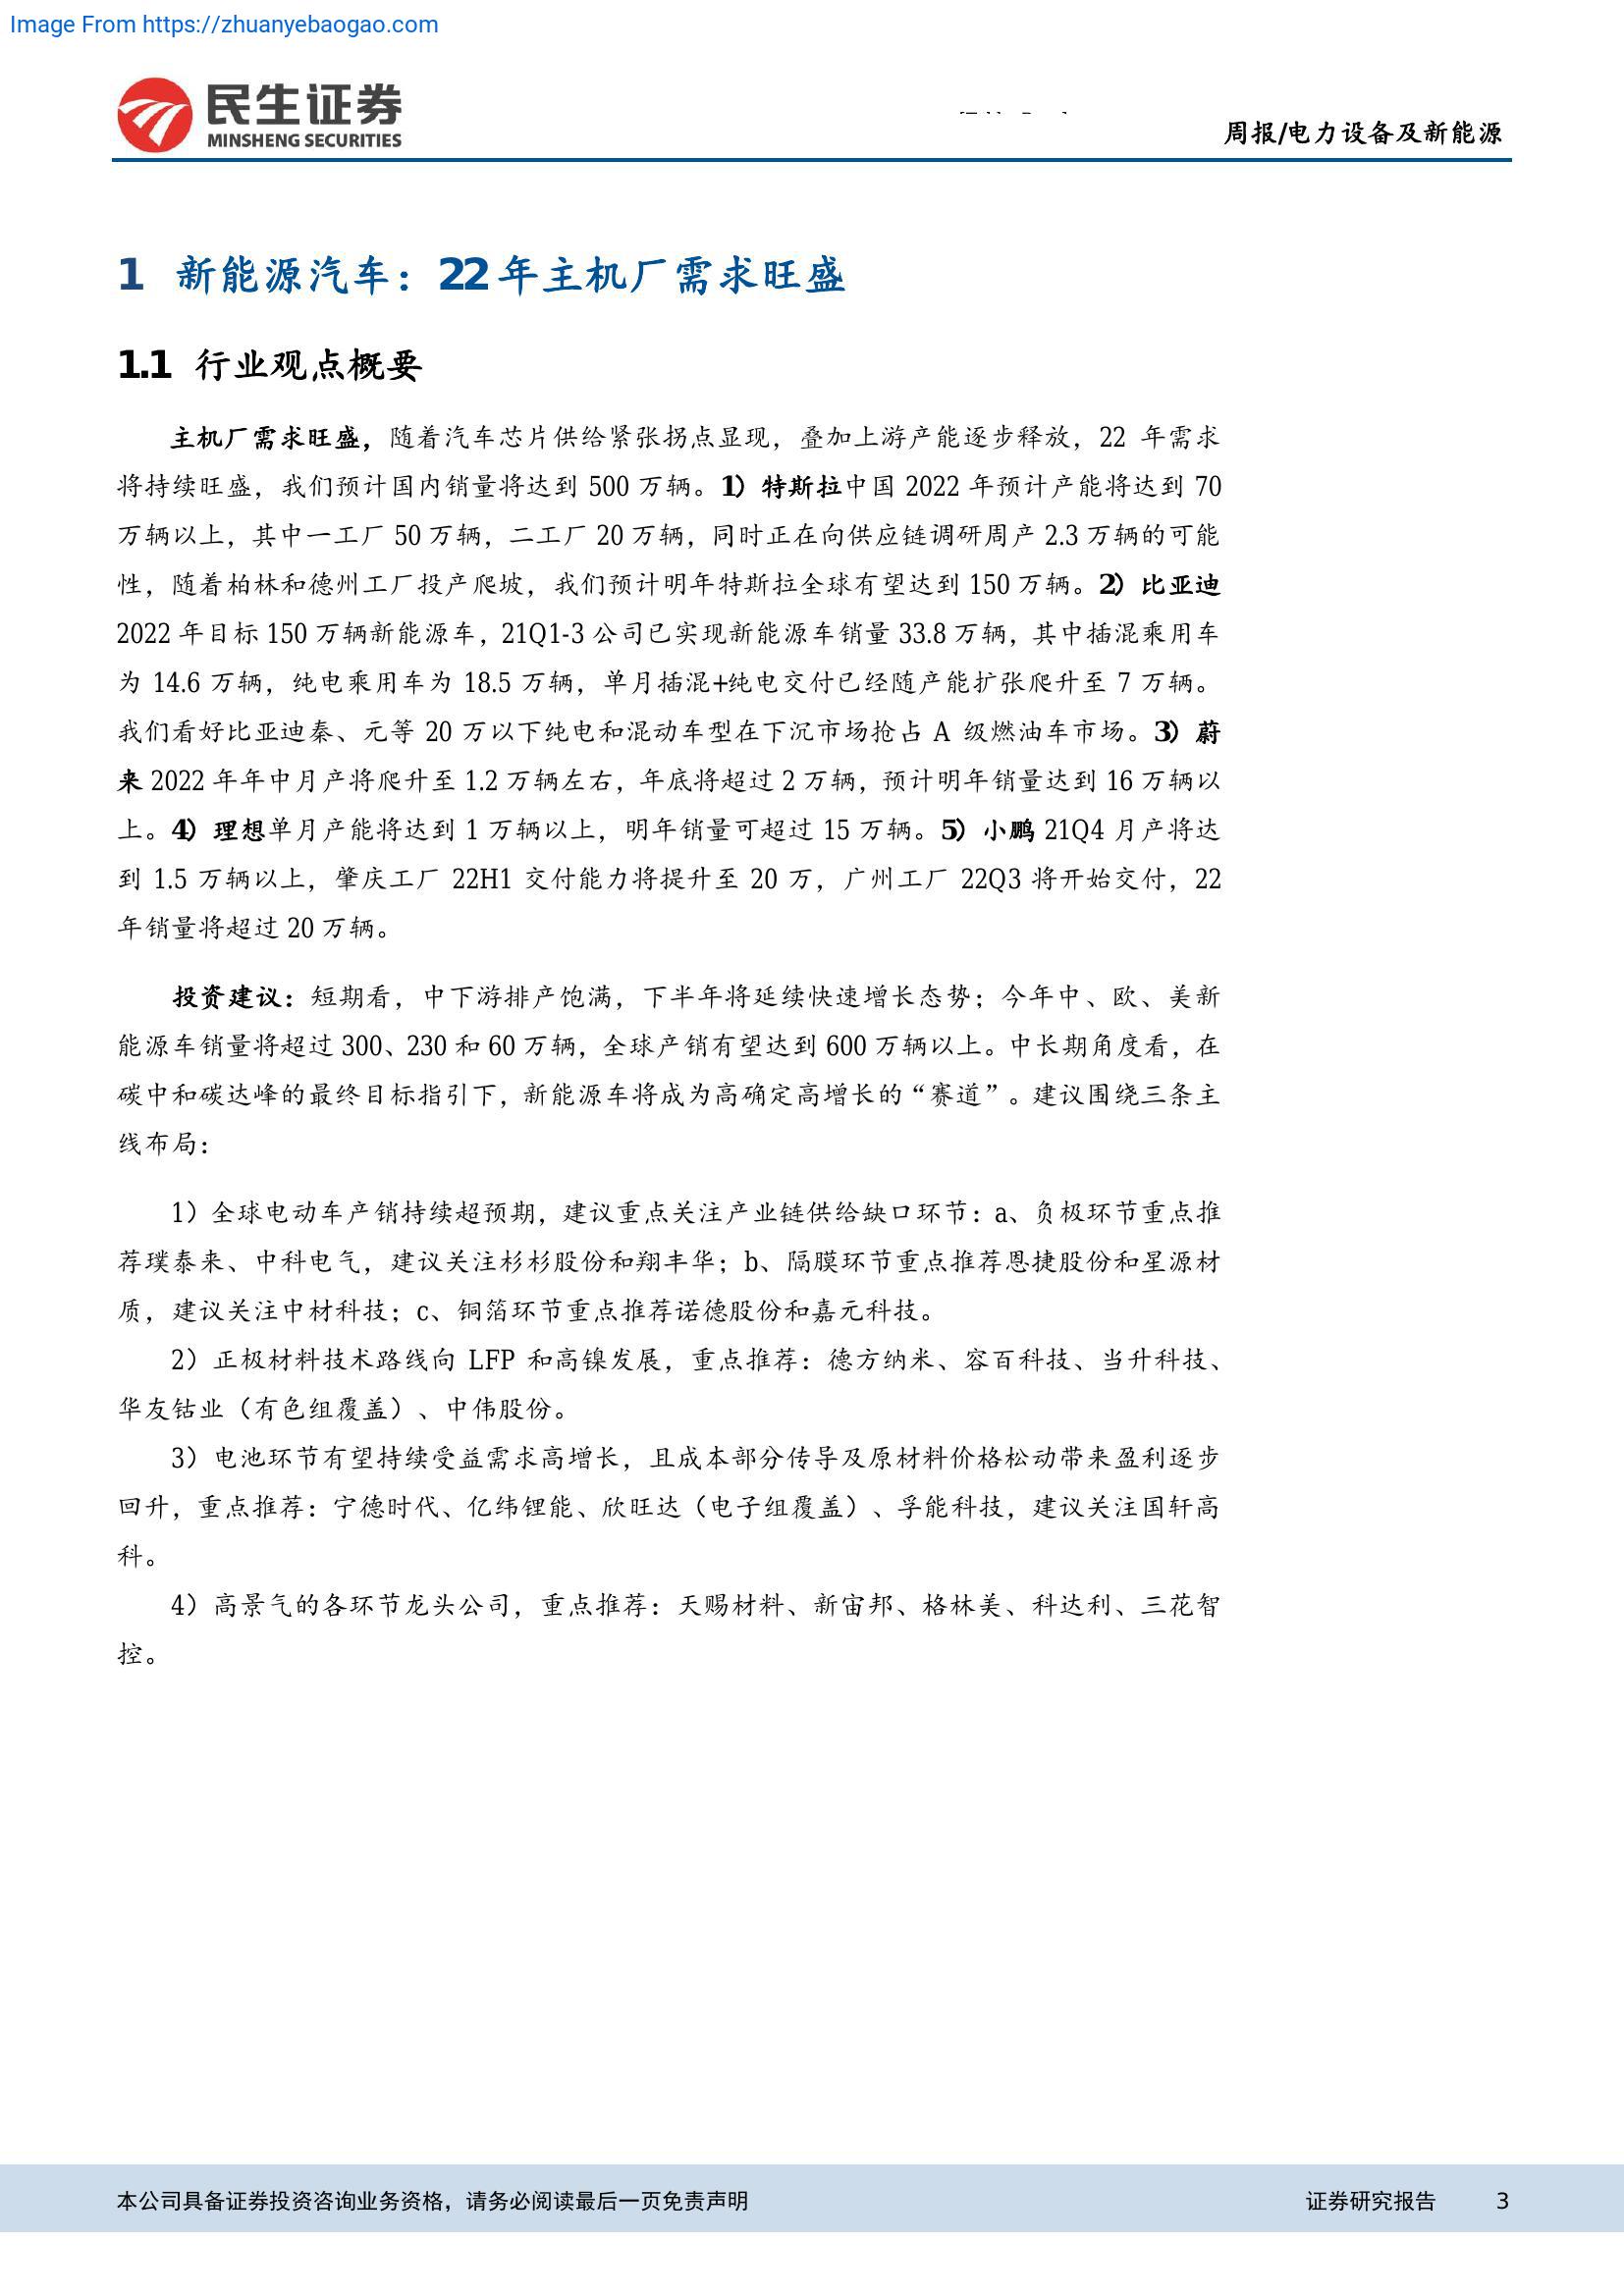 Image From https://zhuanyebaogao.com
民生证券
MINSHENG SECURITIES
周报/电力设备及新能源
1 新能源汽车：22年主机厂需求旺盛
1.1 行业观点概要
主机厂需求旺盛，随着汽车芯片供给紧张拐点显现，叠加上游产能逐步释放，22 年需求
将持续旺盛，我们预计国内销量将达到 500 万辆。1）特斯拉中国 2022 年预计产能将达到 70
万辆以上，其中一工厂 50 万辆，二工厂 20 万辆，同时正在向供应链调研周产 2.3 万辆的可能
性，随着柏林和德州工厂投产爬坡，我们预计明年特斯拉全球有望达到 150 万辆。2）比亚迪
2022 年目标 150 万辆新能源车，21Q1-3 公司已实现新能源车销量 33.8 万辆，其中插混乘用车
为 14.6 万辆，纯电乘用车为 18.5 万辆，单月插混+纯电交付已经随产能扩张爬升至 7 万辆。
我们看好比亚迪秦、元等 20 万以下纯电和混动车型在下沉市场抢占 A 级燃油车市场。3）蔚
来 2022 年年中月产将爬升至 1.2 万辆左右，年底将超过 2 万辆，预计明年销量达到 16 万辆以
上。4）理想单月产能将达到 1 万辆以上，明年销量可超过 15 万辆。5）小鹏 21Q4 月产将达
到 1.5 万辆以上，肇庆工厂 22H1 交付能力将提升至 20 万，广州工厂 22Q3 将开始交付，22
年销量将超过 20 万辆。
投资建议：短期看，中下游排产饱满，下半年将延续快速增长态势；今年中、欧、美新
能源车销量将超过 300、230 和 60 万辆，全球产销有望达到 600 万辆以上。中长期角度看，在
碳中和碳达峰的最终目标指引下，新能源车将成为高确定高增长的“赛道”。建议围绕三条主
线布局：
1）全球电动车产销持续超预期，建议重点关注产业链供给缺口环节：a、负极环节重点推
荐璞泰来、中科电气，建议关注杉杉股份和翔丰华；b、隔膜环节重点推荐恩捷股份和星源材
质，建议关注中材科技；c、铜箔环节重点推荐诺德股份和嘉元科技。
2）正极材料技术路线向 LFP 和高镍发展，重点推荐：德方纳米、容百科技、当升科技、
华友钴业（有色组覆盖）、中伟股份。
3）电池环节有望持续受益需求高增长，且成本部分传导及原材料价格松动带来盈利逐步
回升，重点推荐：宁德时代、亿纬锂能、欣旺达（电子组覆盖）、孚能科技，建议关注国轩高
科。
4）高景气的各环节龙头公司，重点推荐：天赐材料、新宙邦、格林美、科达利、三花智
控。
本公司具备证券投资咨询业务资格，请务必阅读最后一页免责声明
证券研究报告 3